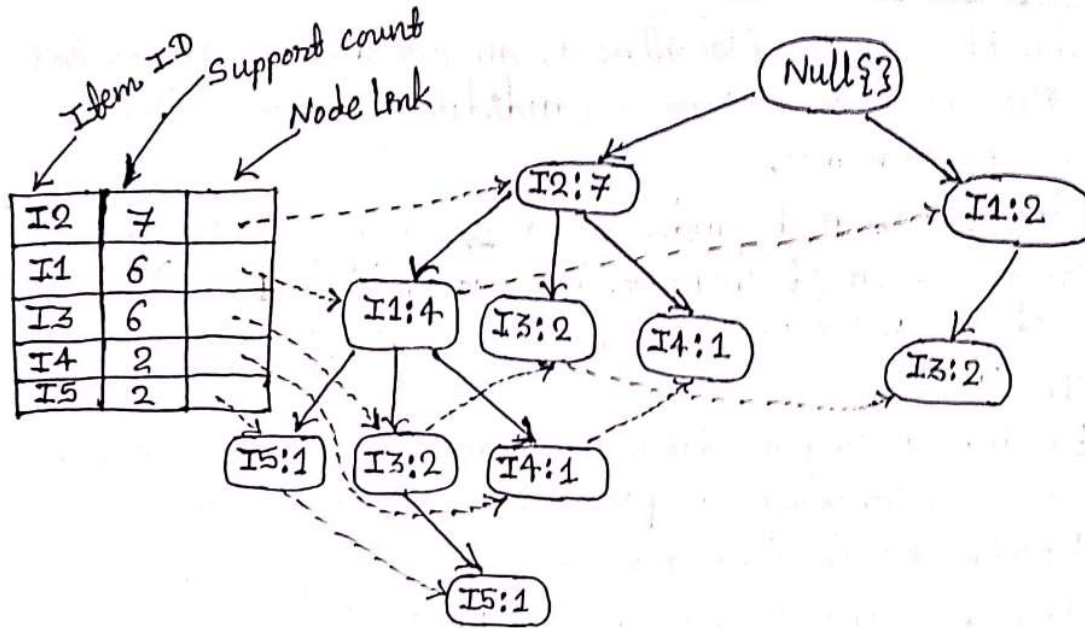 Item ID
Support count
Node link
Null{}
I2 7
I1 6
I3 6
I4 2
I5 2
I2:7
I1:2
I1:4
I3:2
I4:1
I3:2
I5:1
I3:2
I4:1
I5:1